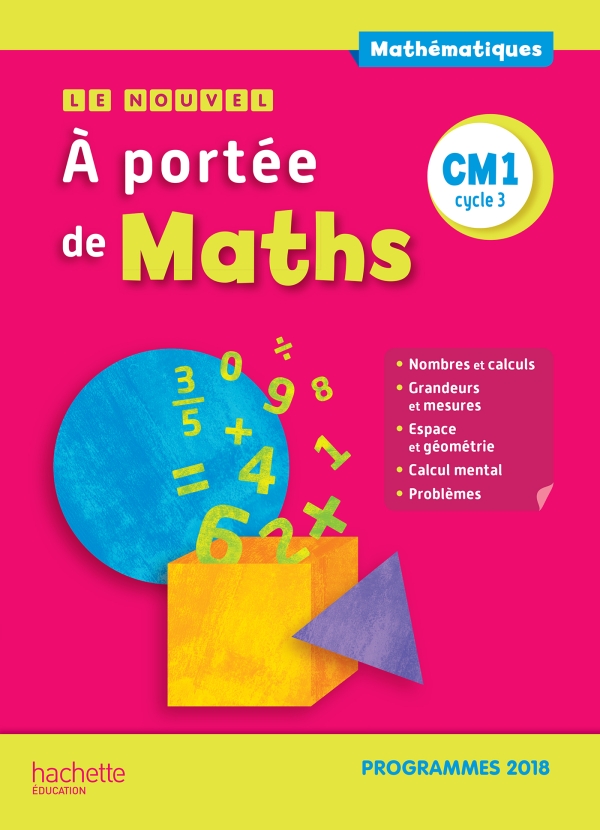 Mathématiques
LE NOUVEL
À portée
de Maths
CM1
cycle 3
• Nombres et calculs
• Grandeurs
et mesures
• Espace
et géométrie
• Calcul mental
• Problèmes
÷
0
3
5
9
8
+
1
=
4
6
2
×
hachette
ÉDUCATION
PROGRAMMES 2018